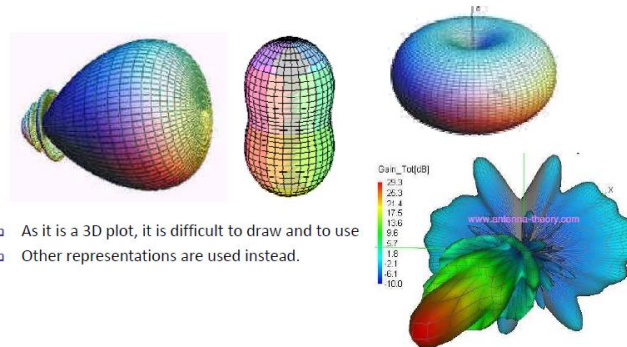 Gain_Tot[dB]
29.3
25.3
21.4
17.5
13.6
9.6
5.7
1.8
-2.1
-6.1
-10.0
X
www.antenna-theory.com
As it is a 3D plot, it is difficult to draw and to use
Other representations are used instead.